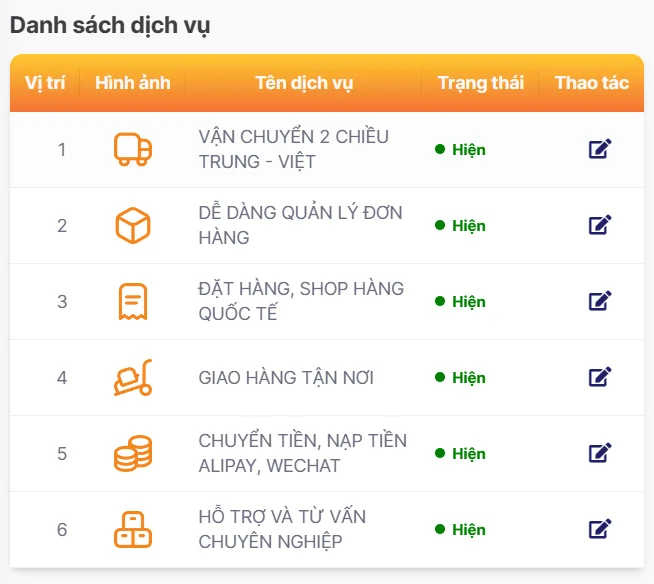 Danh sách dịch vụ
Vị trí Hình ảnh Tên dịch vụ Trạng thái Thao tác
1 VẬN CHUYỂN 2 CHIỀU TRUNG - VIỆT Hiện
2 DỄ DÀNG QUẢN LÝ ĐƠN HÀNG Hiện
3 ĐẶT HÀNG, SHOP HÀNG QUỐC TẾ Hiện
4 GIAO HÀNG TẬN NƠI Hiện
5 CHUYỂN TIỀN, NẠP TIỀN ALIPAY, WECHAT Hiện
6 HỖ TRỢ VÀ TỪ VẤN CHUYÊN NGHIỆP Hiện